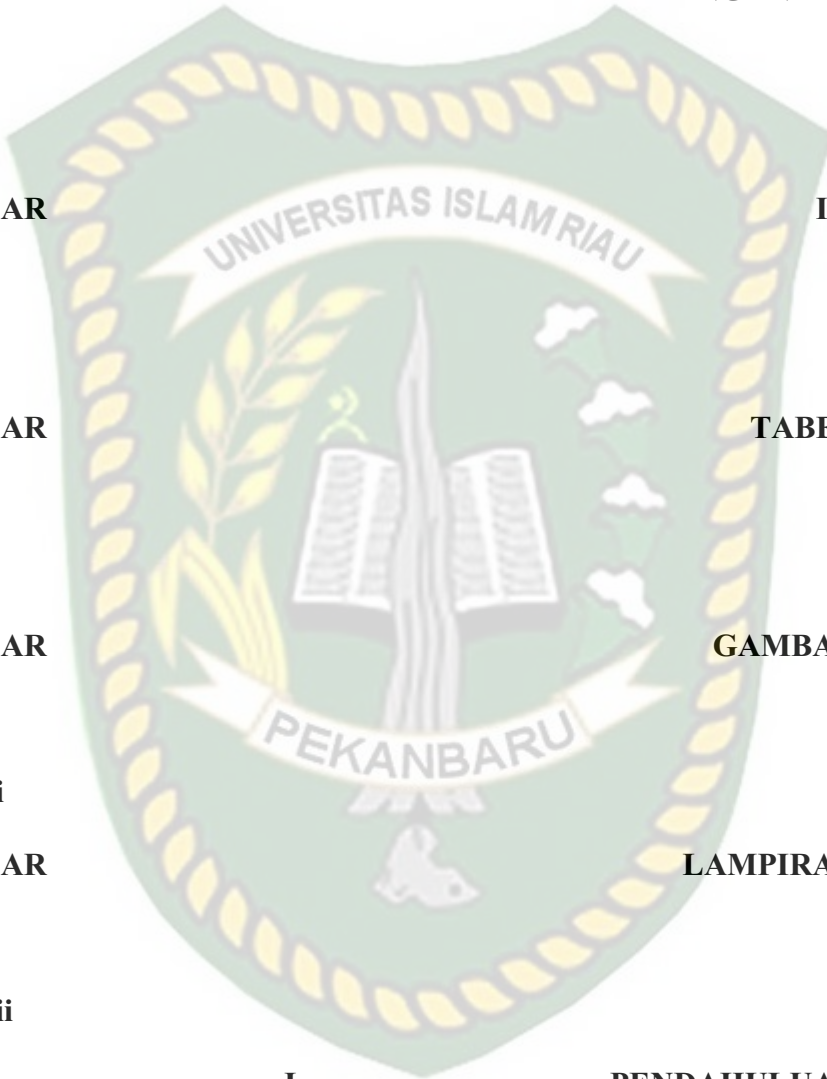 AR I
UNIVERSITAS ISLAM RIAU
AR TABE
AR GAMBA
PEKANBARU
i
AR LAMPIRA
ii
I PENDAHULUA